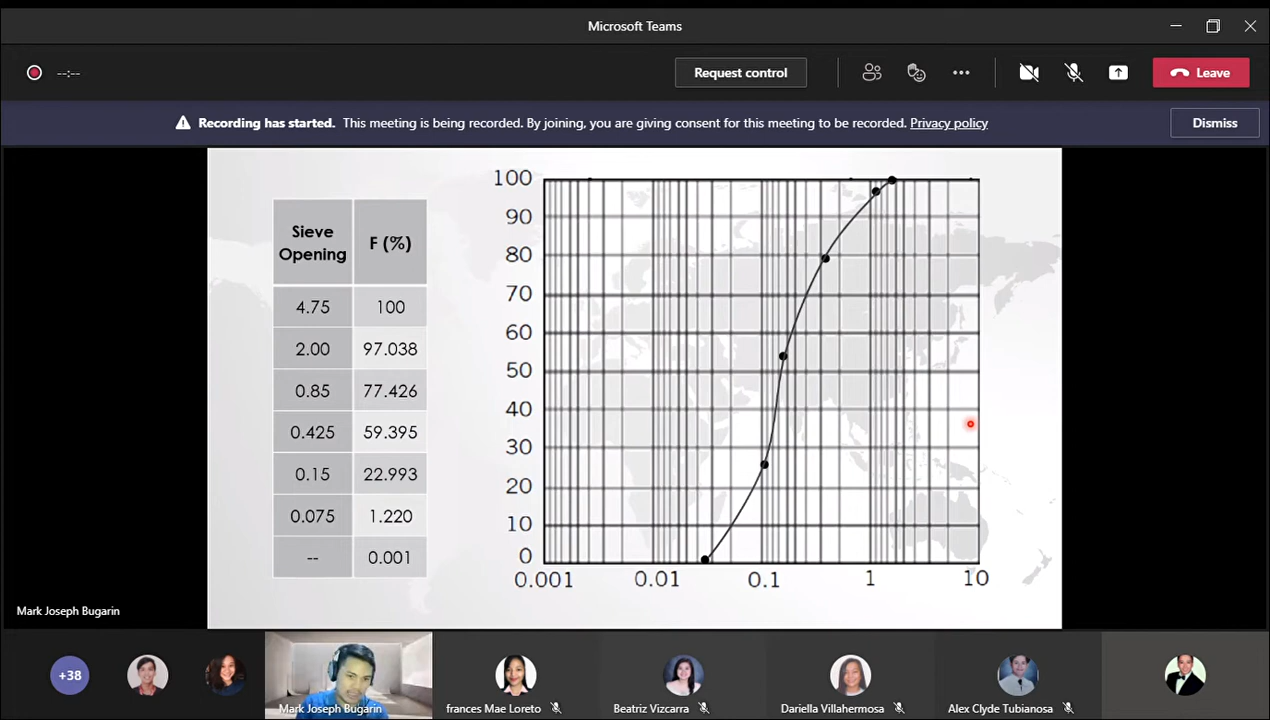 Microsoft Teams
--:--
Request control
Leave
Recording has started. This meeting is being recorded. By joining, you are giving consent for this meeting to be recorded. Privacy policy
Dismiss
Sieve Opening
F (%)
4.75 100
2.00 97.038
0.85 77.426
0.425 59.395
0.15 22.993
0.075 1.220
-- 0.001
100
90
80
70
60
50
40
30
20
10
0
0.001 0.01 0.1 1 10
Mark Joseph Bugarin
+38
Mark Joseph Bugarin
frances Mae Loreto
Beatriz Vizcarra
Dariella Villahermosa
Alex Clyde Tubianosa